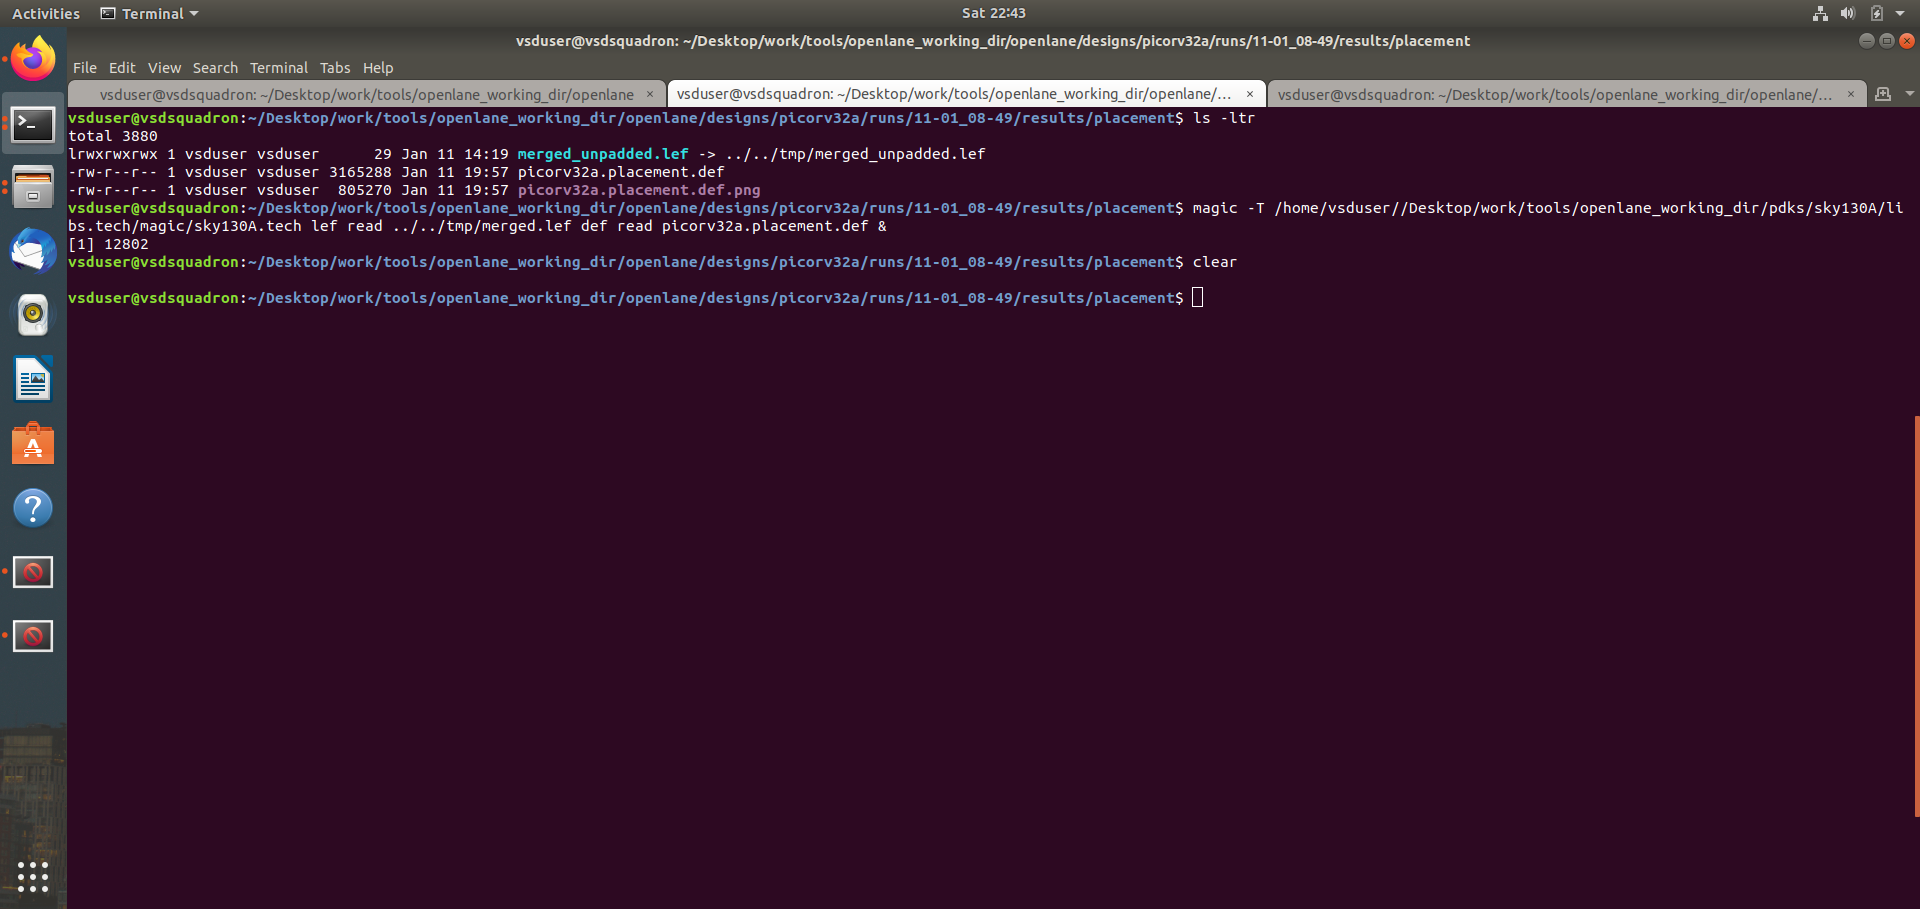 Activities Terminal Sat 22:43
vsduser@vsdsquadron: ~/Desktop/work/tools/openlane_working_dir/openlane/designs/picorv32a/runs/11-01_08-49/results/placement
File Edit View Search Terminal Tabs Help
vsduser@vsdsquadron: ~/Desktop/work/tools/openlane_working_dir/openlane × vsduser@vsdsquadron: ~/Desktop/work/tools/openlane_working_dir/openlane/... × vsduser@vsdsquadron: ~/Desktop/work/tools/openlane_working_dir/openlane/... ×
vsduser@vsdsquadron:~/Desktop/work/tools/openlane_working_dir/openlane/designs/picorv32a/runs/11-01_08-49/results/placement$ ls -ltr
total 3880
lrwxrwxrwx 1 vsduser vsduser      29 Jan 11 14:19 merged_unpadded.lef -> ../../tmp/merged_unpadded.lef
-rw-r--r-- 1 vsduser vsduser 3165288 Jan 11 19:57 picorv32a.placement.def
-rw-r--r-- 1 vsduser vsduser  805270 Jan 11 19:57 picorv32a.placement.def.png
vsduser@vsdsquadron:~/Desktop/work/tools/openlane_working_dir/openlane/designs/picorv32a/runs/11-01_08-49/results/placement$ magic -T /home/vsduser//Desktop/work/tools/openlane_working_dir/pdks/sky130A/li
bs.tech/magic/sky130A.tech lef read ../../tmp/merged.lef def read picorv32a.placement.def &
[1] 12802
vsduser@vsdsquadron:~/Desktop/work/tools/openlane_working_dir/openlane/designs/picorv32a/runs/11-01_08-49/results/placement$ clear
vsduser@vsdsquadron:~/Desktop/work/tools/openlane_working_dir/openlane/designs/picorv32a/runs/11-01_08-49/results/placement$